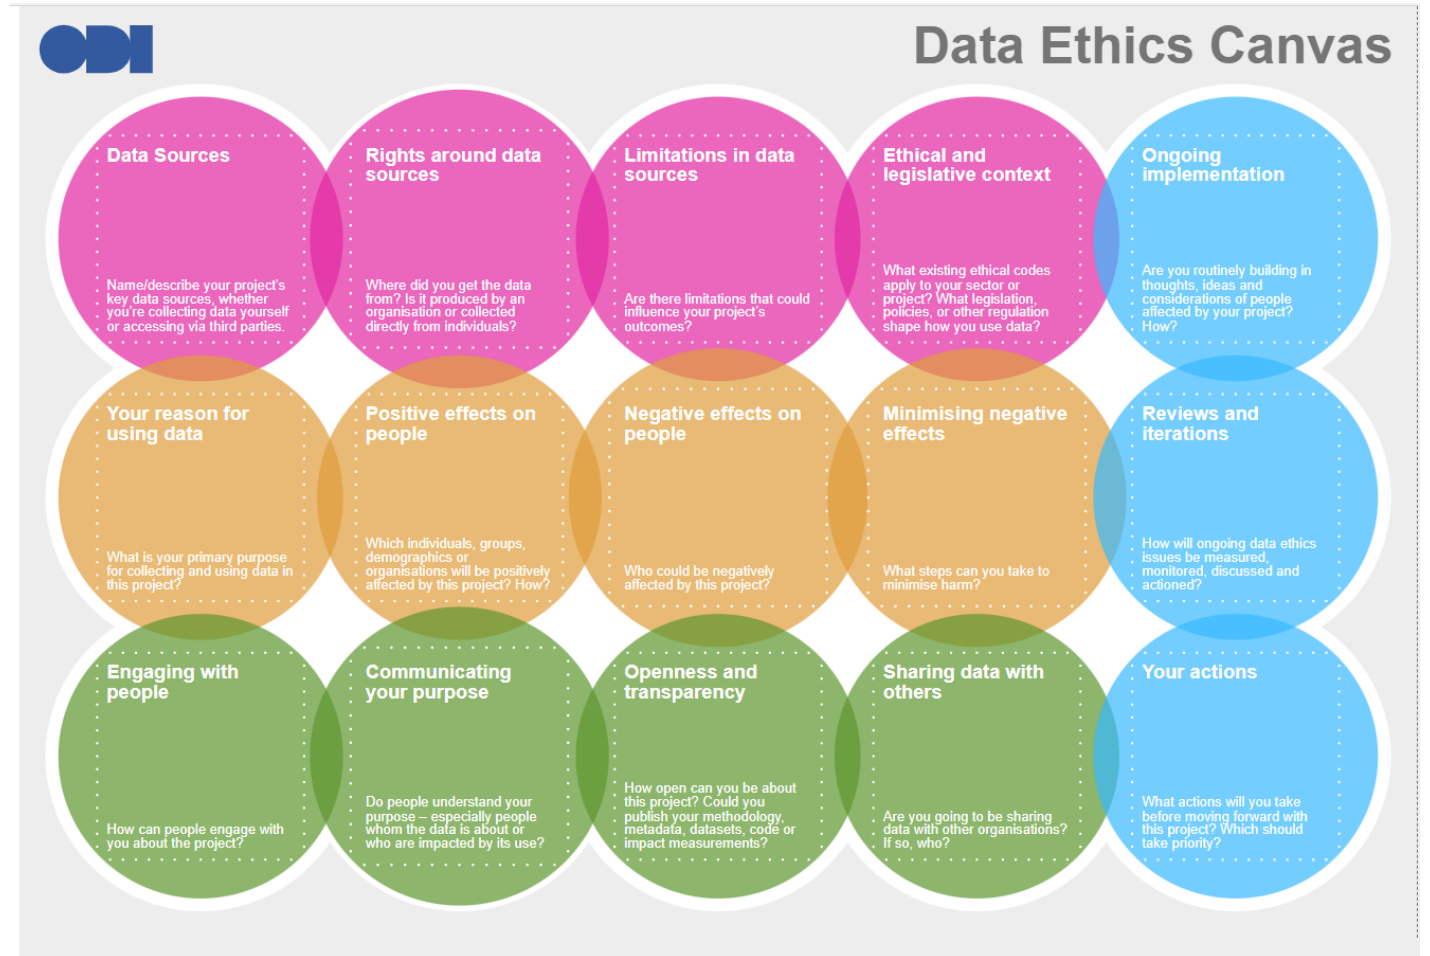 ODI
Data Ethics Canvas
Data Sources
Name/describe your project's
key data sources, whether
you're collecting data yourself
or accessing via third parties.
Rights around data
sources
Where did you get the data
from? Is it produced by an
organisation or collected
directly from individuals?
Limitations in data
sources
Are there limitations that could
influence your project's
outcomes?
Ethical and
legislative context
What existing ethical codes
apply to your sector or
project? What legislation,
policies, or other regulation
shape how you use data?
Ongoing
implementation
Are you routinely building in
thoughts, ideas and
considerations of people
affected by your project?
How?
Your reason for
using data
What is your primary purpose
for collecting and using data in
this project?
Positive effects on
people
Which individuals, groups,
demographics or
organisations will be positively
affected by this project? How?
Negative effects on
people
Who could be negatively
affected by this project?
Minimising negative
effects
What steps can you take to
minimise harm?
Reviews and
iterations
How will ongoing data ethics
issues be measured,
monitored, discussed and
actioned?
Engaging with
people
How can people engage with
you about the project?
Communicating
your purpose
Do people understand your
purpose – especially people
whom the data is about or
who are impacted by its use?
Openness and
transparency
How open can you be about
this project? Could you
publish your methodology,
metadata, datasets, code or
impact measurements?
Sharing data with
others
Are you going to be sharing
data with other organisations?
If so, who?
Your actions
What actions will you take
before moving forward with
this project? Which should
take priority?